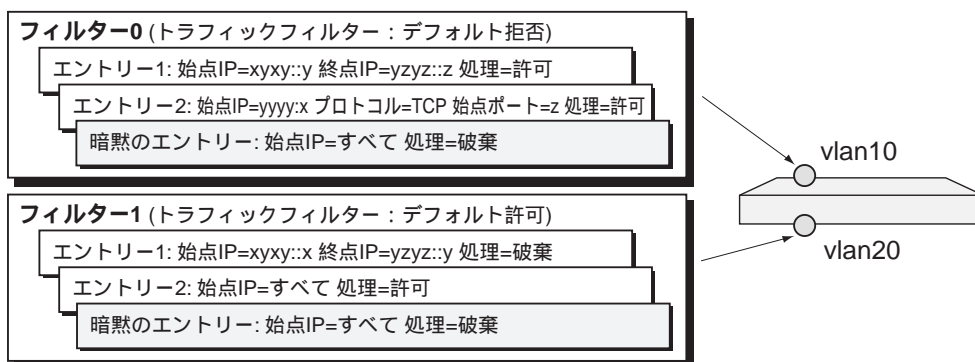 フィルター0 (トラフィックフィルター：デフォルト拒否)
エントリー1: 始点IP=xyxy::y 終点IP=yzyz::z 処理=許可
エントリー2: 始点IP=yyyy:x プロトコル=TCP 始点ポート=z 処理=許可
暗黙のエントリー: 始点IP=すべて 処理=破棄
vlan10
フィルター1 (トラフィックフィルター：デフォルト許可)
エントリー1: 始点IP=xyxy::x 終点IP=yzyz::y 処理=破棄
エントリー2: 始点IP=すべて 処理=許可
暗黙のエントリー: 始点IP=すべて 処理=破棄
vlan20